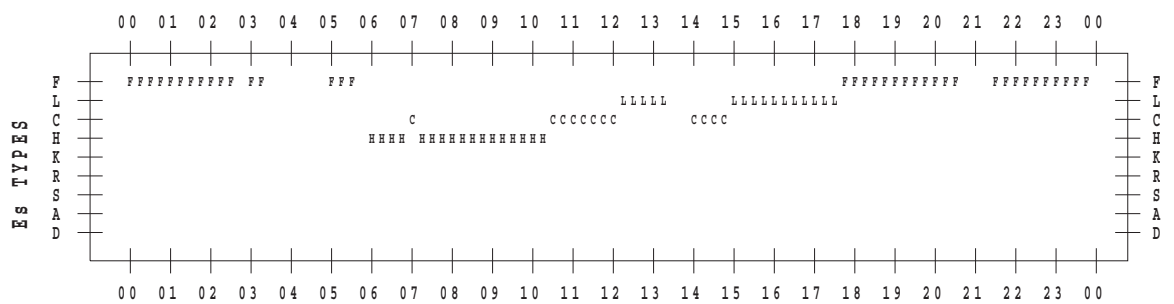 00 01 02 03 04 05 06 07 08 09 10 11 12 13 14 15 16 17 18 19 20 21 22 23 00
F FFFFFFFFFFF FF FFF FFFFFFFFFFFF FFFFFFFFFF F
L LLLLL LLLLLLLLLLL L
C C CCCCCCC CCCC C
H HHHH HHHHHHHHHHHHH H
K K
R R
S S
A A
D D
Es TYPES
00 01 02 03 04 05 06 07 08 09 10 11 12 13 14 15 16 17 18 19 20 21 22 23 00